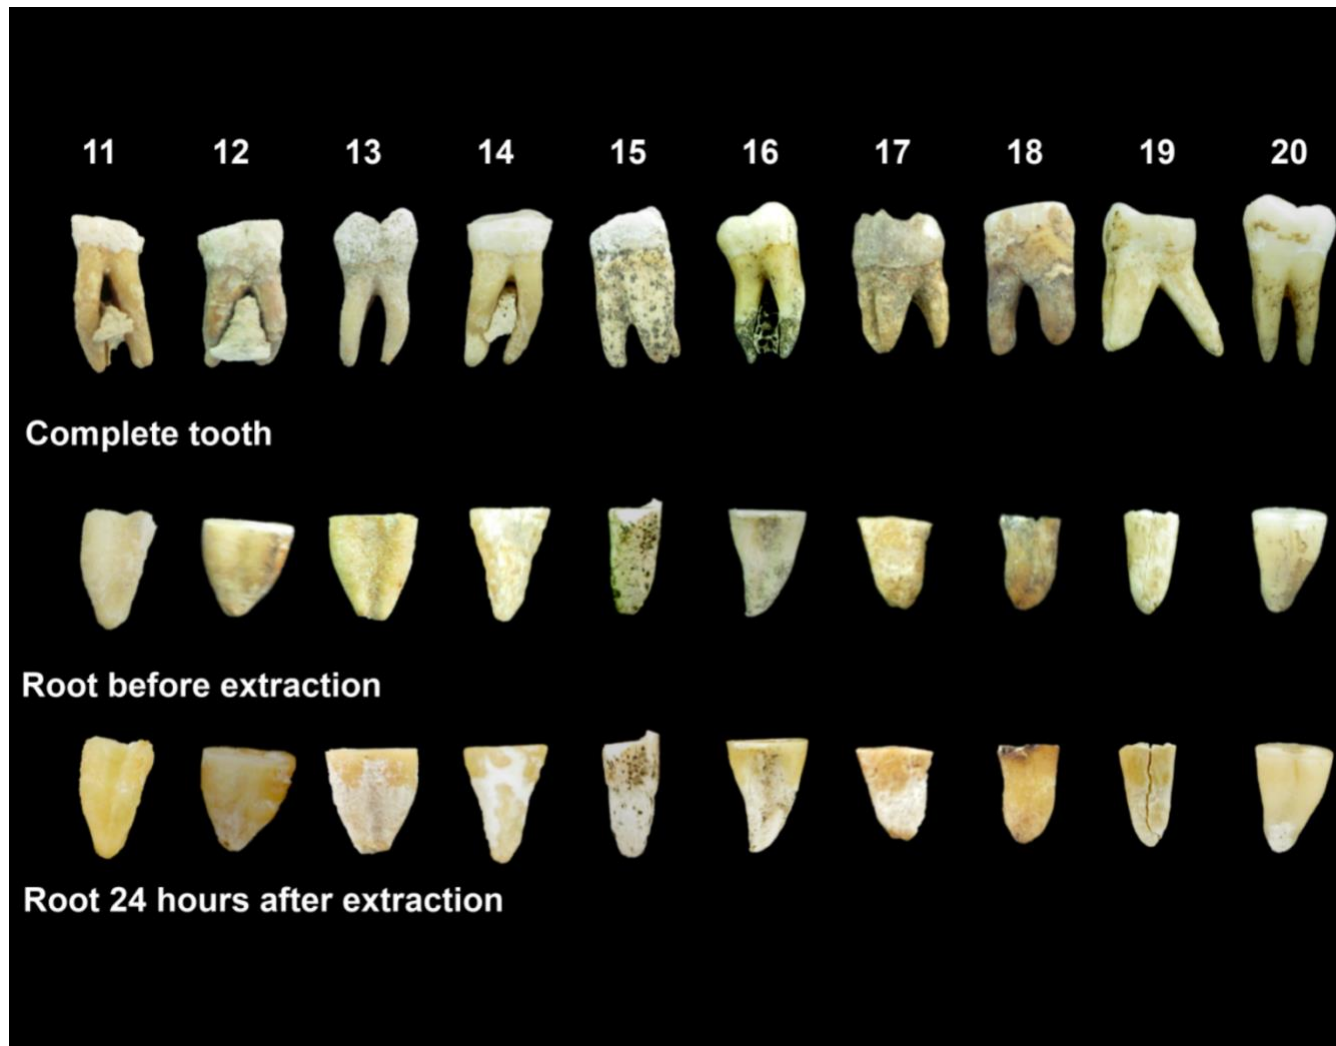 11 12 13 14 15 16 17 18 19 20
Complete tooth
Root before extraction
Root 24 hours after extraction